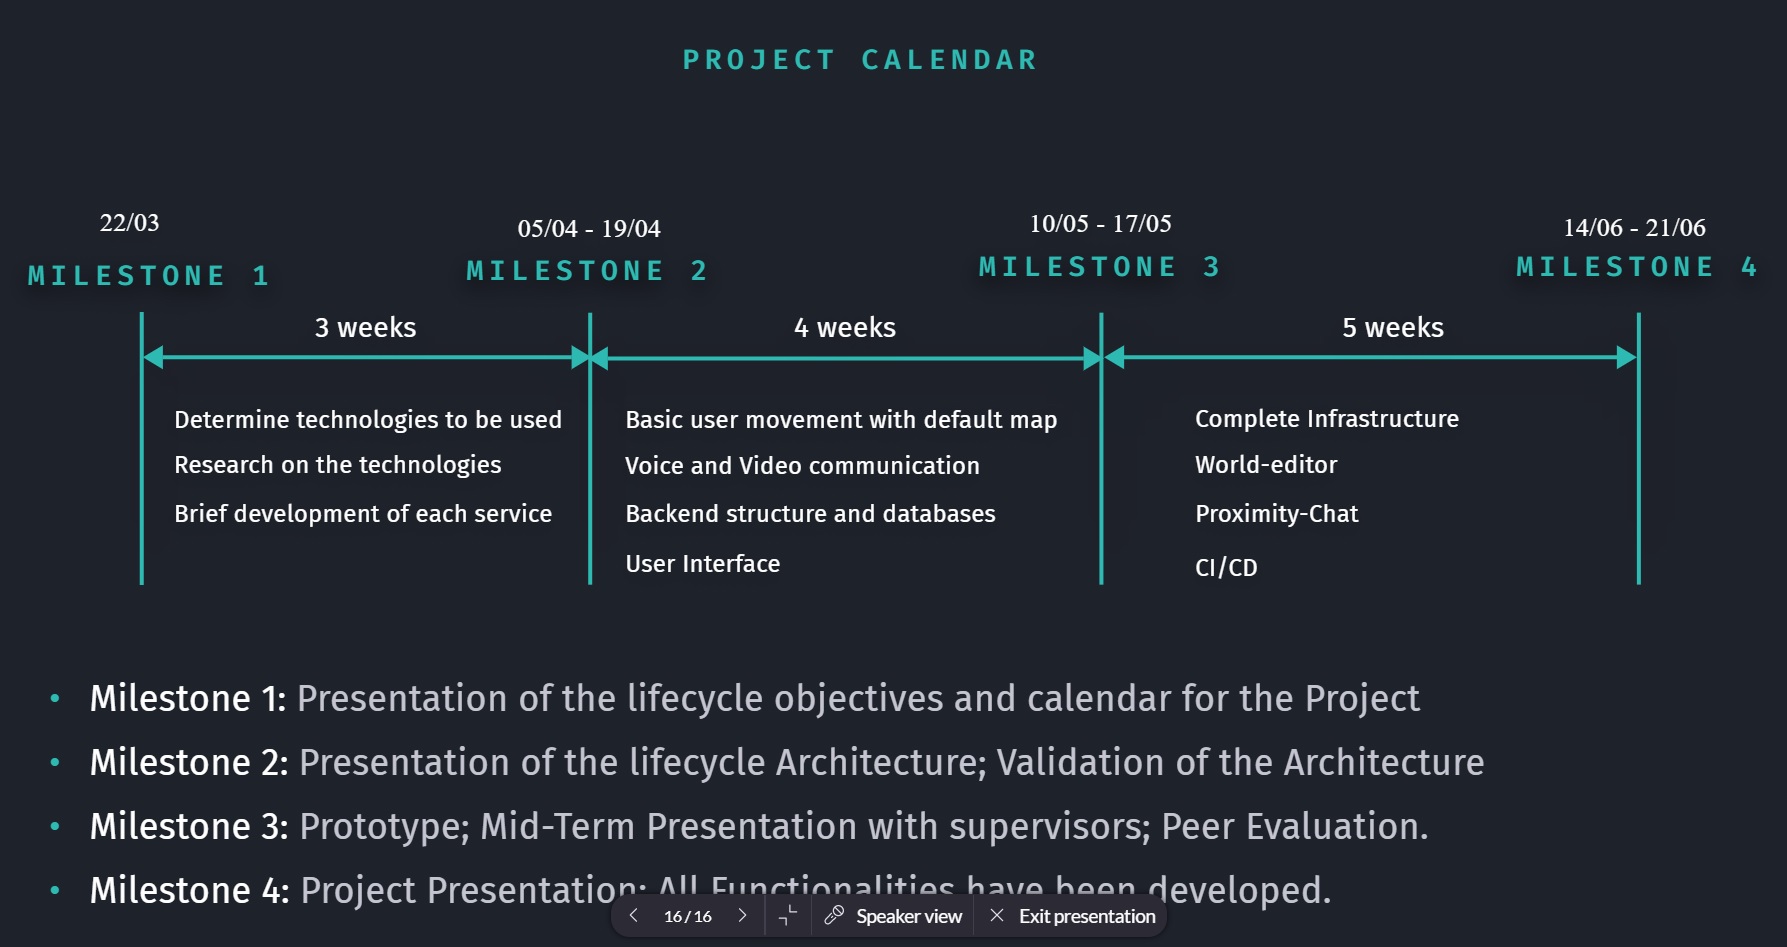 PROJECT CALENDAR
22/03
MILESTONE 1
05/04 - 19/04
MILESTONE 2
10/05 - 17/05
MILESTONE 3
14/06 - 21/06
MILESTONE 4
3 weeks
4 weeks
5 weeks
Determine technologies to be used
Research on the technologies
Brief development of each service
Basic user movement with default map
Voice and Video communication
Backend structure and databases
User Interface
Complete Infrastructure
World-editor
Proximity-Chat
CI/CD
• Milestone 1: Presentation of the lifecycle objectives and calendar for the Project
• Milestone 2: Presentation of the lifecycle Architecture; Validation of the Architecture
• Milestone 3: Prototype; Mid-Term Presentation with supervisors; Peer Evaluation.
• Milestone 4: Project Presentation; All Functionalities have been developed.
16 / 16
Speaker view
Exit presentation